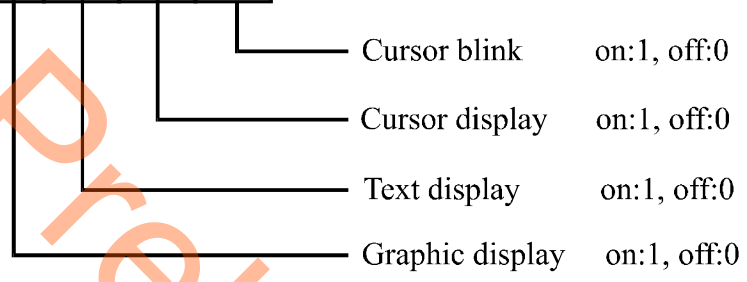 Cursor blink on:1, off:0
Cursor display on:1, off:0
Text display on:1, off:0
Graphic display on:1, off:0
Prel